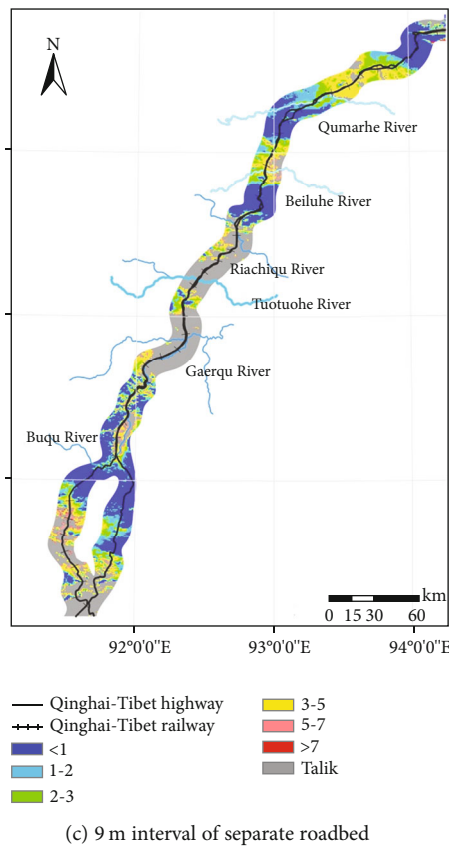 N
Qumarhe River
Beiluhe River
Riachiqu River
Tuotuohe River
Gaerqu River
Buqu River
km
0 15 30 60
92°0'0"E 93°0'0"E 94°0'0"E
Qinghai-Tibet highway
Qinghai-Tibet railway
<1
1-2
2-3
3-5
5-7
>7
Talik
(c) 9 m interval of separate roadbed